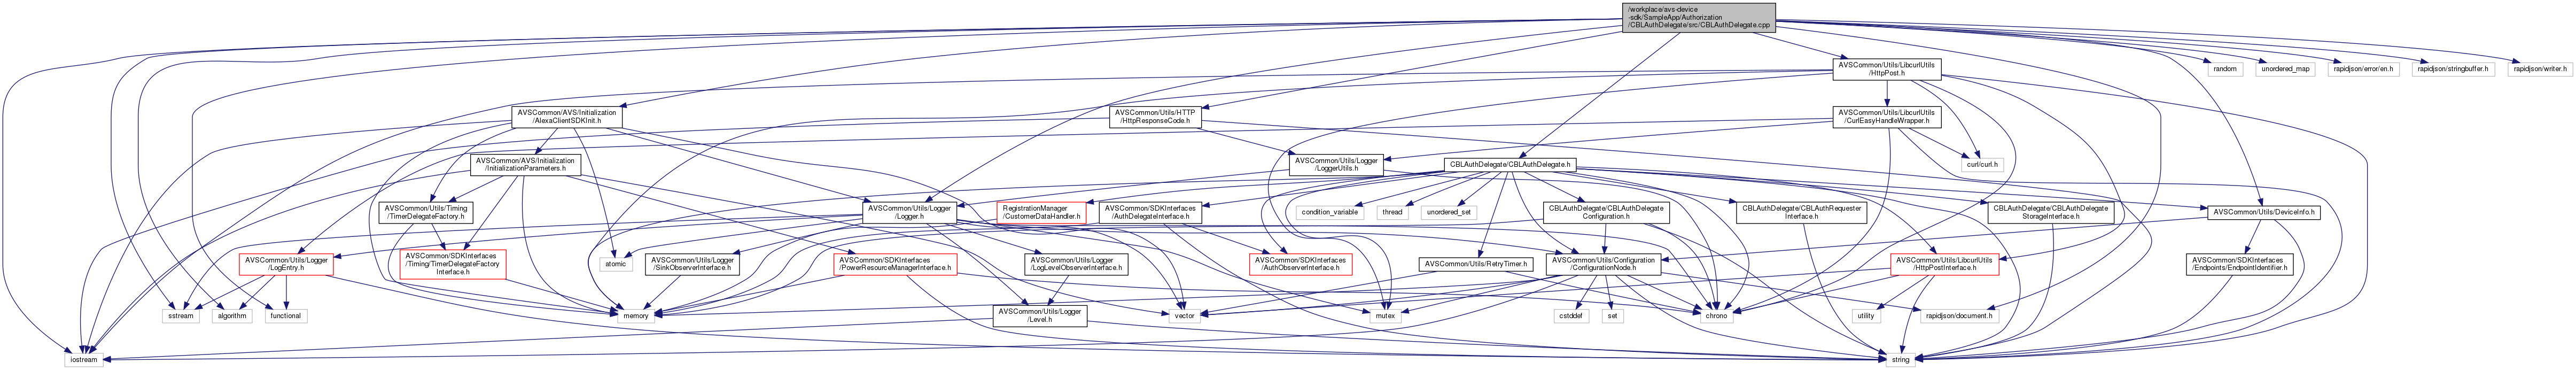 /workplace/avs-device
-sdk/SampleApp/Authorization
/CBLAuthDelegate/src/CBLAuthDelegate.cpp
AVSCommon/Utils/LibcurlUtils
/HttpPost.h
random
unordered_map
rapidjson/error/en.h
rapidjson/stringbuffer.h
rapidjson/writer.h
AVSCommon/AVS/Initialization
/AlexaClientSDKInit.h
AVSCommon/Utils/HTTP
/HttpResponseCode.h
AVSCommon/Utils/LibcurlUtils
/CurlEasyHandleWrapper.h
AVSCommon/AVS/Initialization
/InitializationParameters.h
AVSCommon/Utils/Logger
/LoggerUtils.h
CBLAuthDelegate/CBLAuthDelegate.h
curl/curl.h
AVSCommon/Utils/Timing
/TimerDelegateFactory.h
AVSCommon/Utils/Logger
/Logger.h
RegistrationManager
/CustomerDataHandler.h
AVSCommon/SDKInterfaces
/AuthDelegateInterface.h
condition_variable
thread
unordered_set
CBLAuthDelegate/CBLAuthDelegate
Configuration.h
CBLAuthDelegate/CBLAuthRequester
Interface.h
CBLAuthDelegate/CBLAuthDelegate
StorageInterface.h
AVSCommon/Utils/DeviceInfo.h
AVSCommon/Utils/Logger
/LogEntry.h
AVSCommon/SDKInterfaces
/Timing/TimerDelegateFactory
Interface.h
atomic
AVSCommon/Utils/Logger
/SinkObserverInterface.h
AVSCommon/SDKInterfaces
/PowerResourceManagerInterface.h
AVSCommon/Utils/Logger
/LogLevelObserverInterface.h
AVSCommon/SDKInterfaces
/AuthObserverInterface.h
AVSCommon/Utils/RetryTimer.h
AVSCommon/Utils/Configuration
/ConfigurationNode.h
AVSCommon/Utils/LibcurlUtils
/HttpPostInterface.h
AVSCommon/SDKInterfaces
/Endpoints/EndpointIdentifier.h
sstream
algorithm
functional
memory
AVSCommon/Utils/Logger
/Level.h
vector
mutex
cstddef
set
chrono
utility
rapidjson/document.h
iostream
string